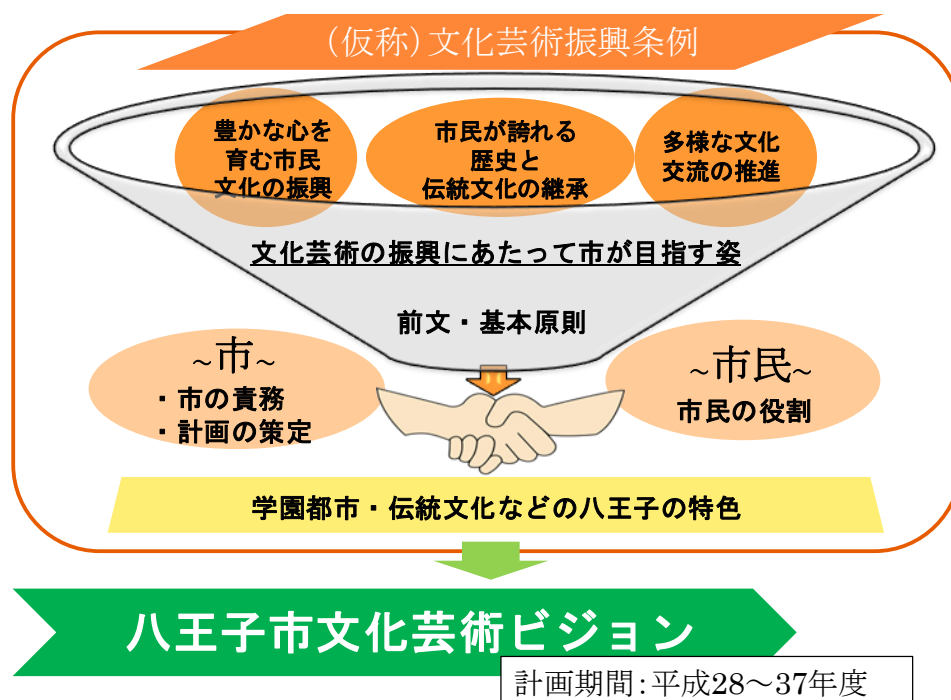 （仮称）文化芸術振興条例
豊かな心を
育む市民
文化の振興
市民が誇れる
歴史と
伝統文化の継承
多様な文化
交流の推進
文化芸術の振興にあたって市が目指す姿
前文・基本原則
～市～
・市の責務
・計画の策定
～市民～
市民の役割
学園都市・伝統文化などの八王子の特色
八王子市文化芸術ビジョン
計画期間：平成28～37年度